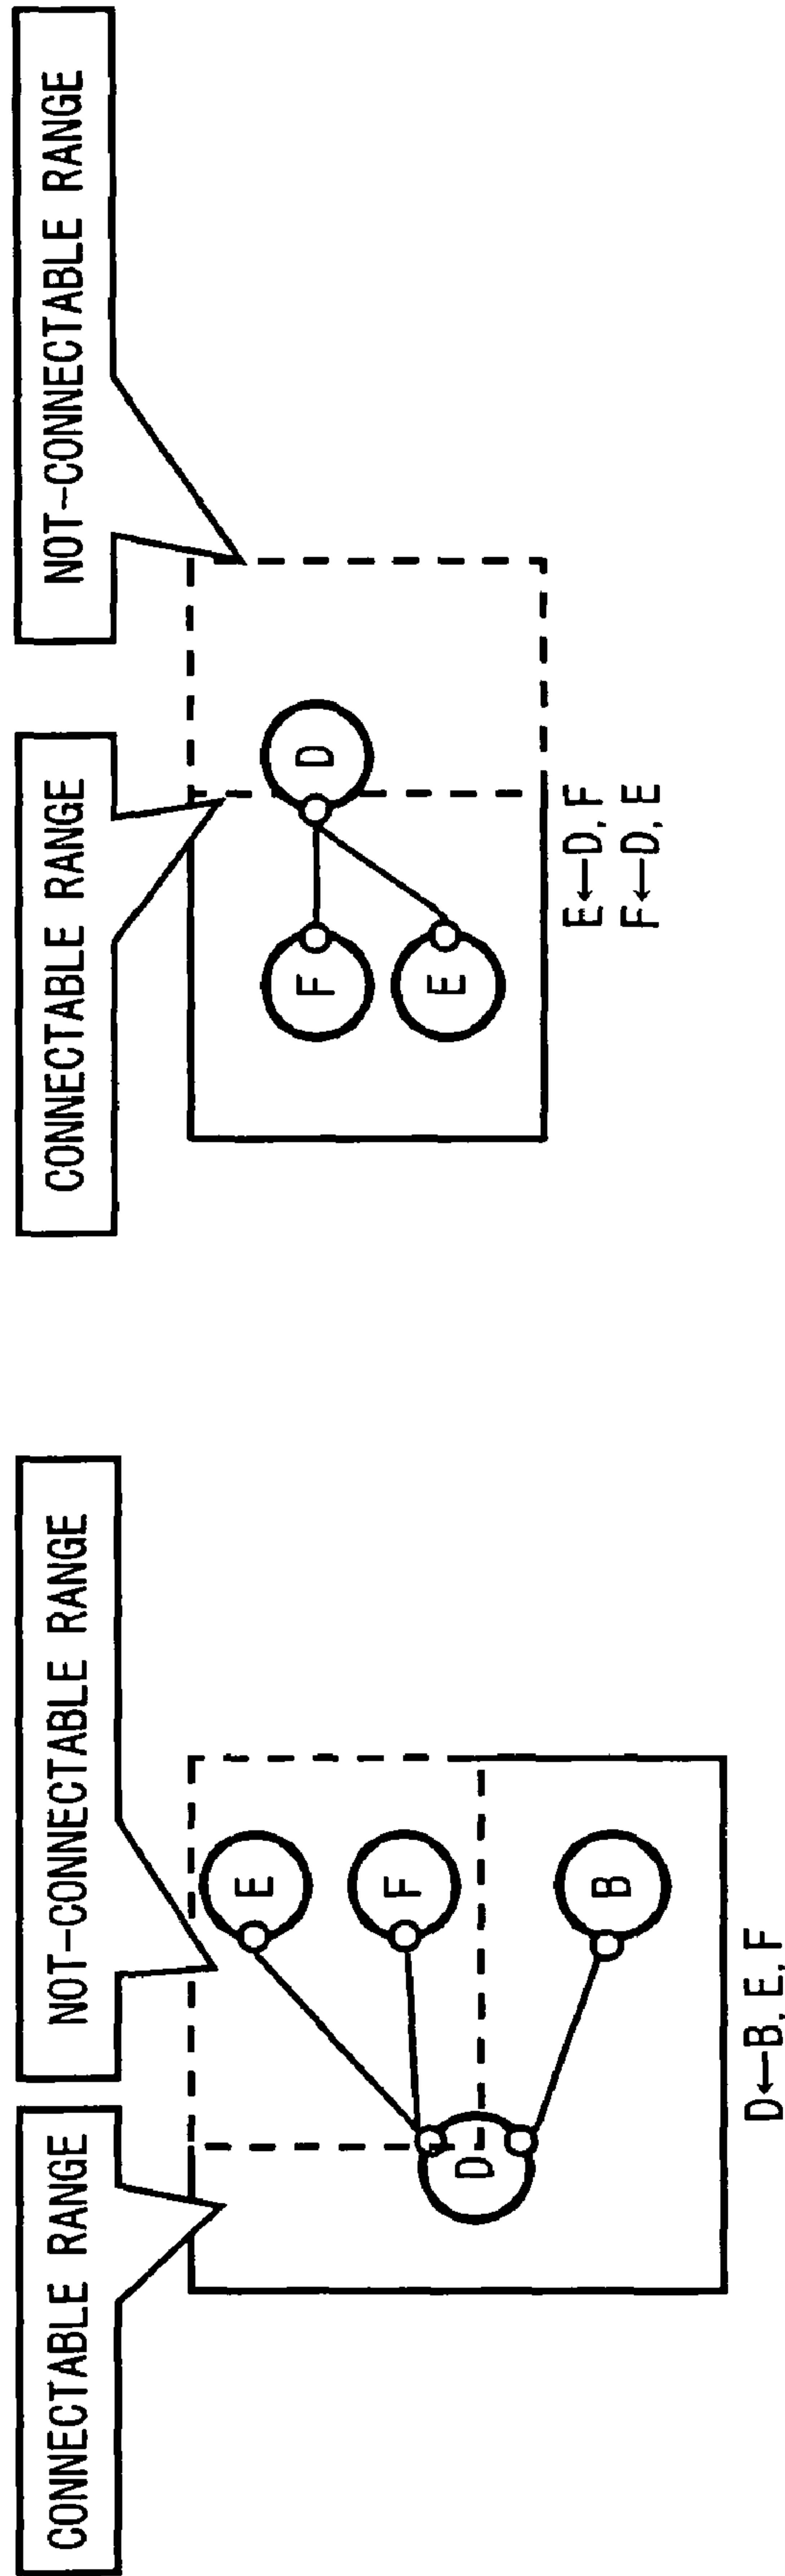 CONNECTABLE RANGE
NOT-CONNECTABLE RANGE
E
F
D
B
D←B, E, F
CONNECTABLE RANGE
NOT-CONNECTABLE RANGE
F
D
E
E←D, F
F←D, E